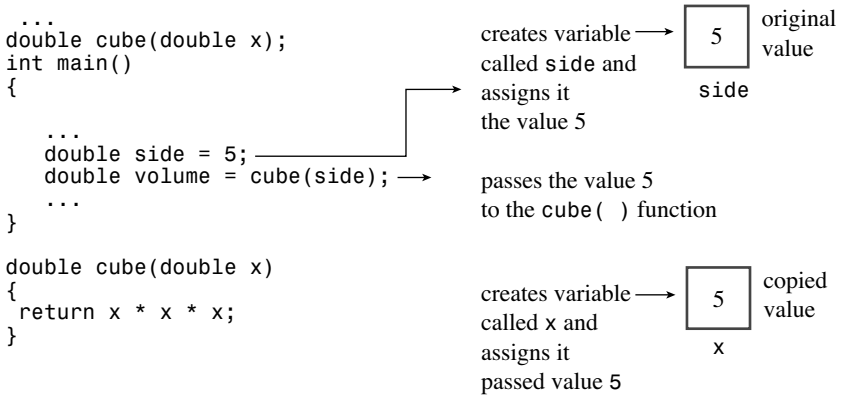 ...
double cube(double x);
int main()
{
...
double side = 5;
double volume = cube(side);
...
}
double cube(double x)
{
return x * x * x;
}
creates variable
called side and
assigns it
the value 5
5
original
value
side
passes the value 5
to the cube( ) function
creates variable
called x and
assigns it
passed value 5
5
copied
value
x